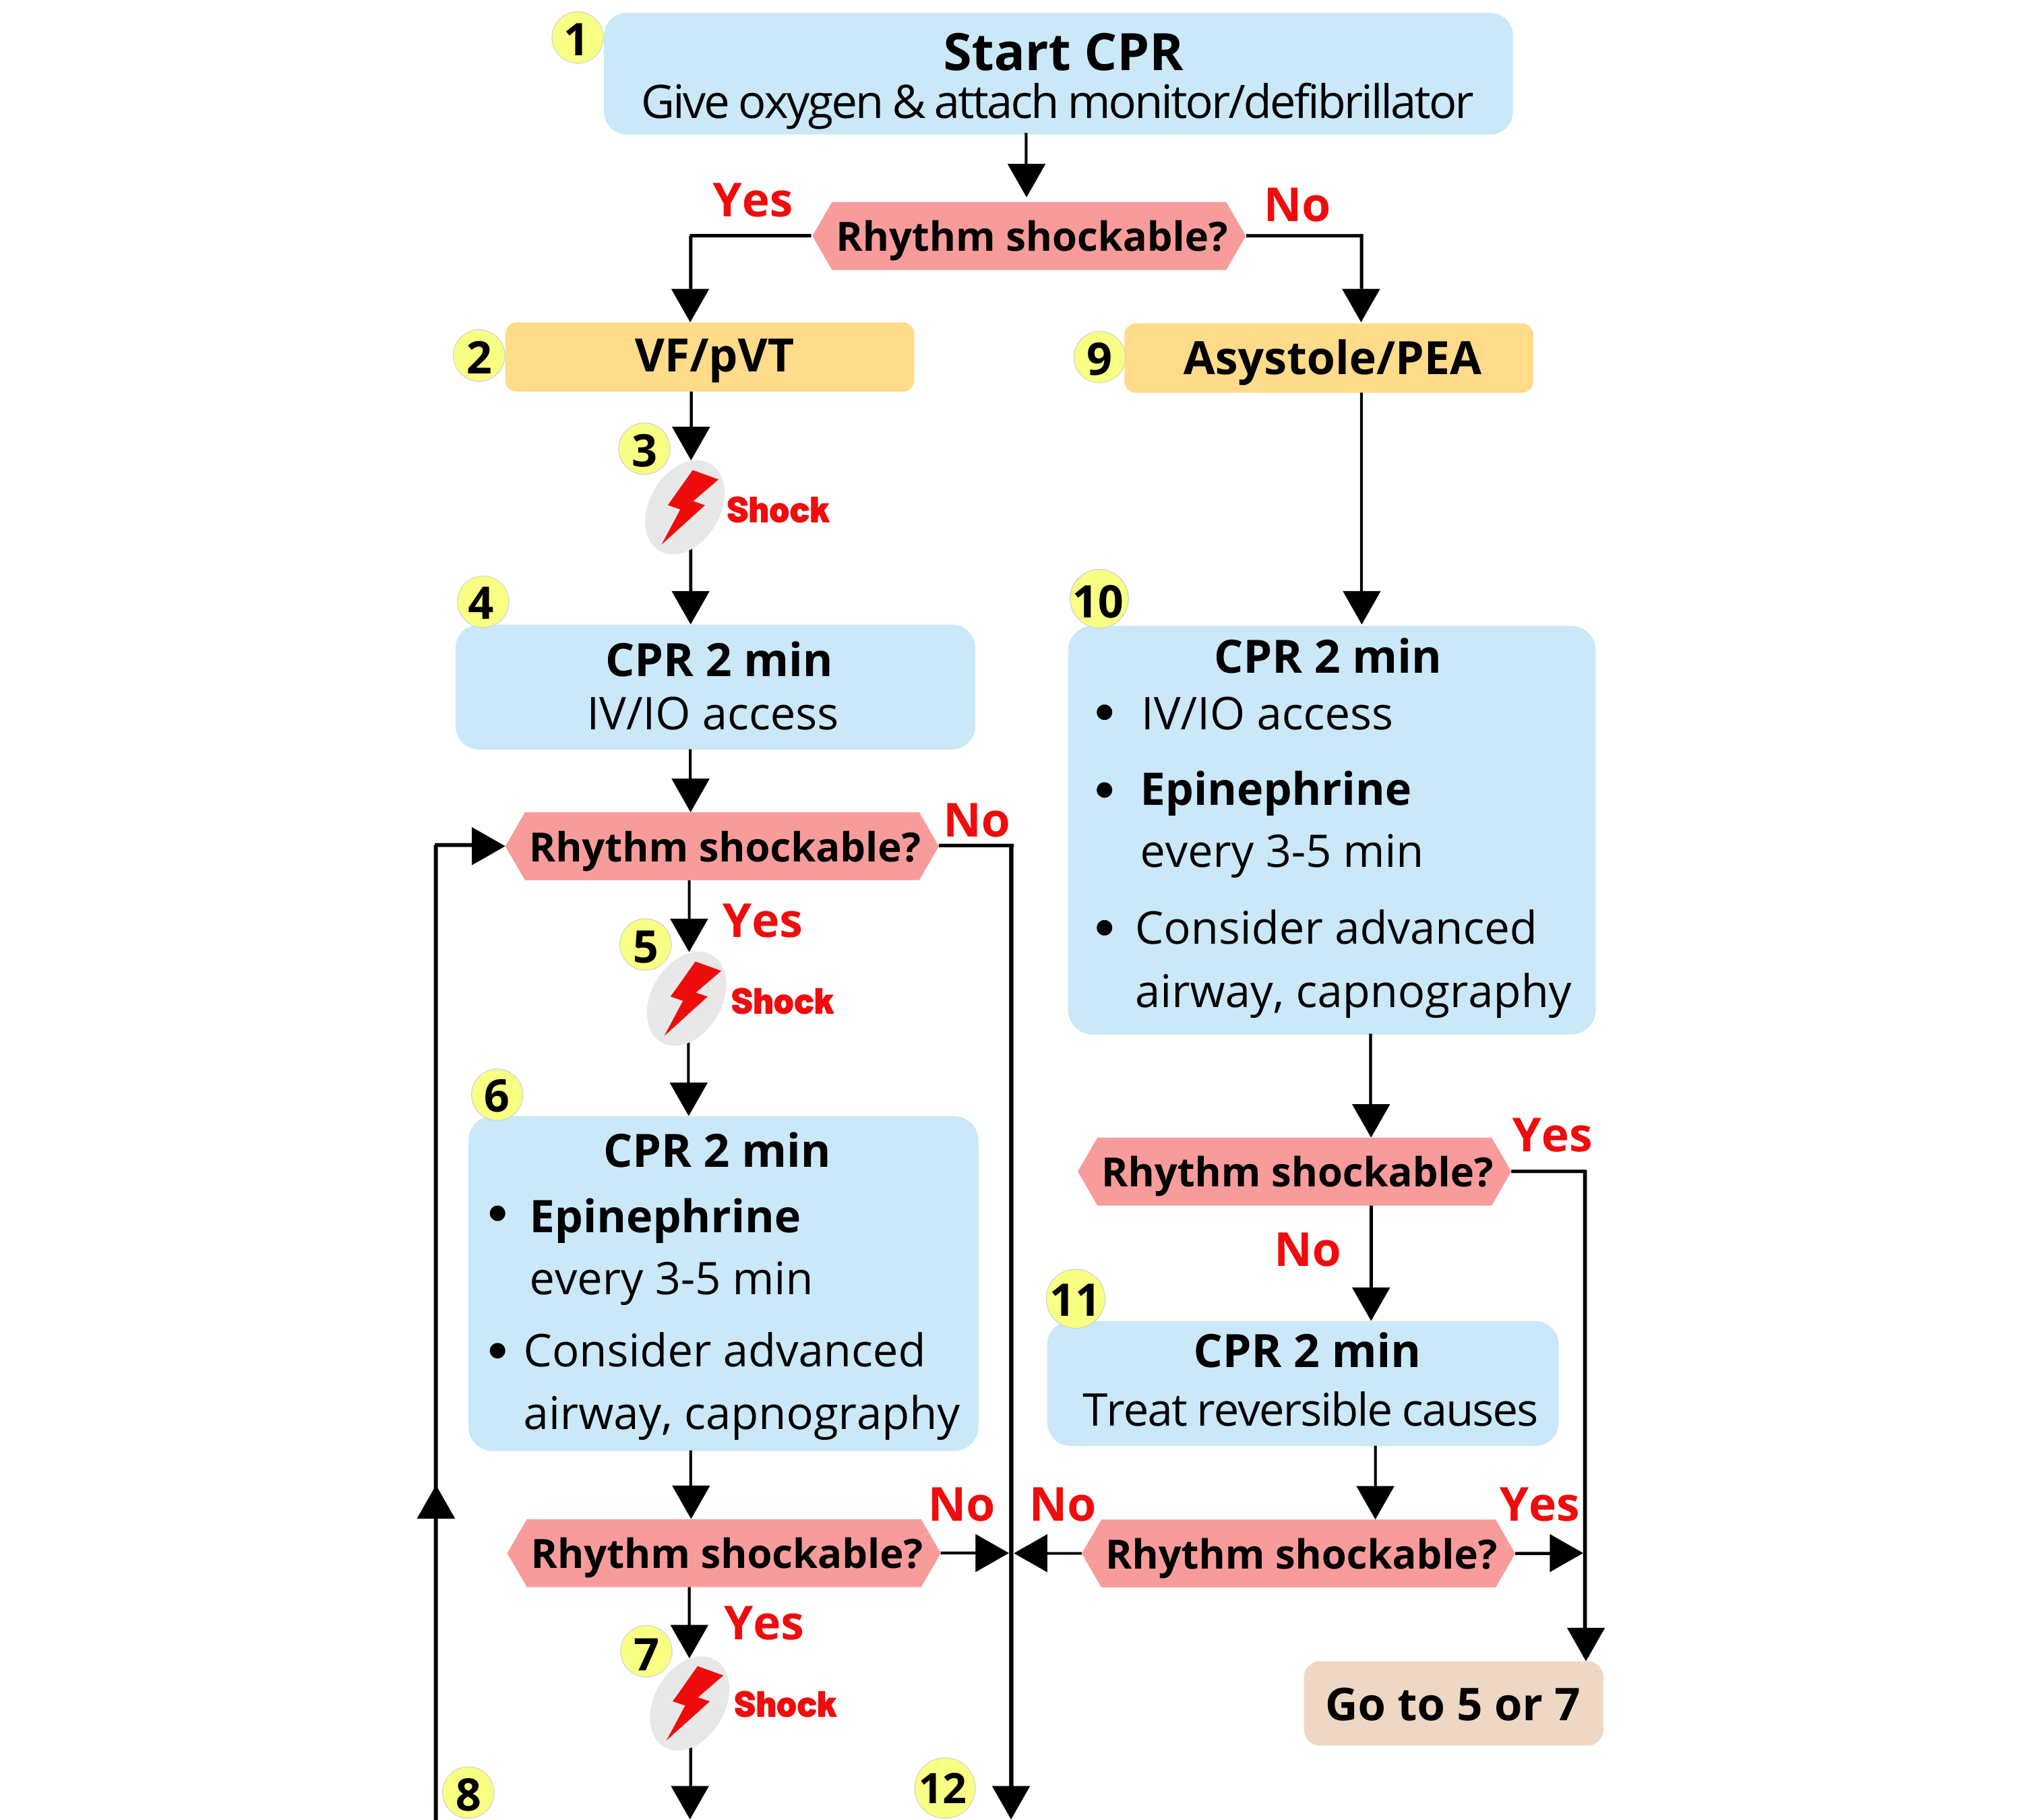 1
Start CPR
Give oxygen & attach monitor/defibrillator
Yes
No
Rhythm shockable?
2
VF/pVT
9
Asystole/PEA
3
Shock
4
CPR 2 min
IV/IO access
10
CPR 2 min
• IV/IO access
• Epinephrine
every 3-5 min
• Consider advanced
airway, capnography
Rhythm shockable?
No
Yes
5
Shock
6
CPR 2 min
• Epinephrine
every 3-5 min
• Consider advanced
airway, capnography
Rhythm shockable?
Yes
No
11
CPR 2 min
Treat reversible causes
Rhythm shockable?
No
No
Rhythm shockable?
Yes
Yes
7
Shock
Go to 5 or 7
8
12